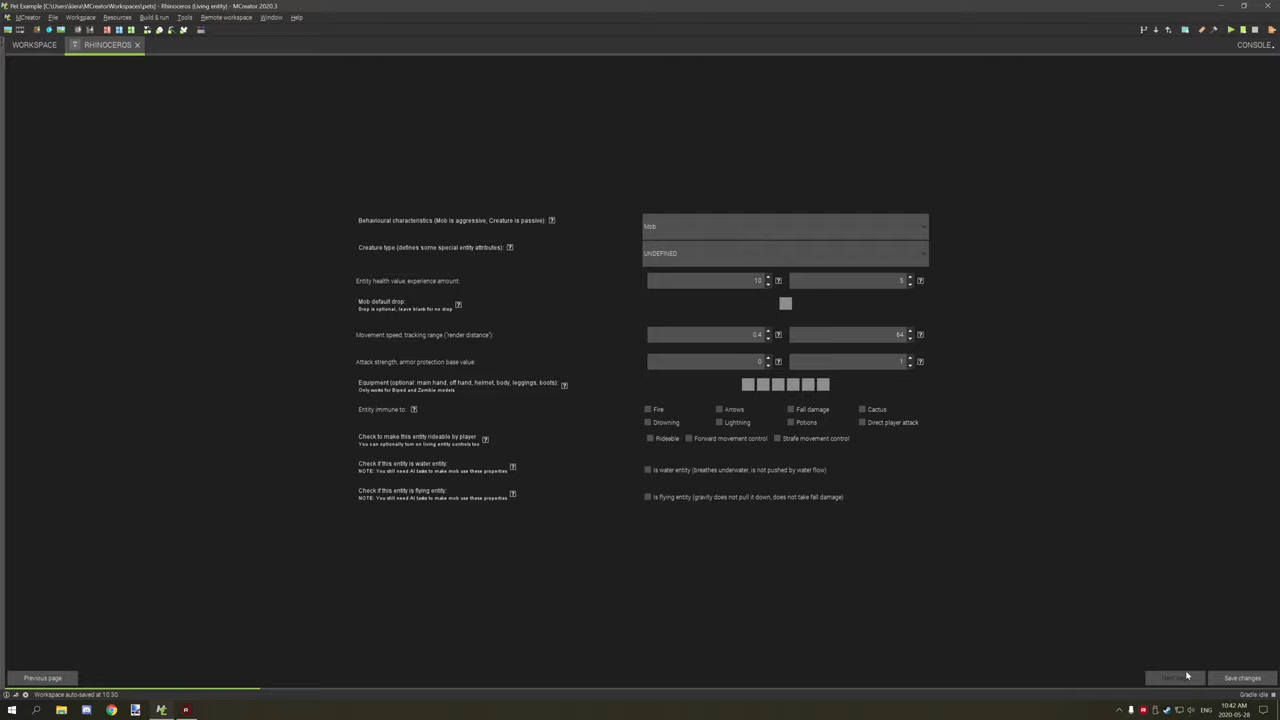 Pet Example [C:\Users\kiera\MCreatorWorkspaces\pets] - Rhinoceros (Living entity) - MCreator 2020.3
MCreator File Workspace Resources Build & run Tools Remote workspace Window Help
WORKSPACE RHINOCEROS CONSOLE
Behavioural characteristics (Mob is aggressive, Creature is passive): Mob
Creature type (defines some special entity attributes): UNDEFINED
Entity health value, experience amount: 10 5
Mob default drop:
Drop is optional, leave blank for no drop
Movement speed, tracking range ("render distance"): 0.4 64
Attack strength, armor protection base value: 0 1
Equipment (optional: main hand, off hand, helmet, body, leggings, boots):
Only works for Biped and Zombie models
Entity immune to: Fire Arrows Fall damage Cactus
Drowning Lightning Potions Direct player attack
Check to make this entity rideable by player
You can optionally turn on living entity controls too
Rideable Forward movement control Strafe movement control
Check if this entity is water entity:
NOTE: You still need AI tasks to make mob use these properties
Is water entity (breathes underwater, is not pushed by water flow)
Check if this entity is flying entity:
NOTE: You still need AI tasks to make mob use these properties
Is flying entity (gravity does not pull it down, does not take fall damage)
Previous page Save changes
Workspace auto-saved at 10:30 Gradle idle
ENG 10:42 AM
2020-05-28